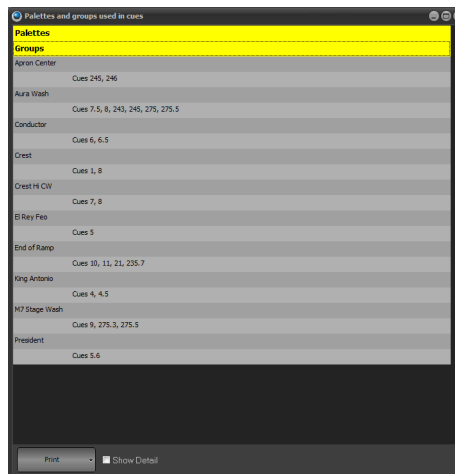 Palettes and groups used in cues
Palettes
Groups
Apron Center
Cues 245, 246
Aura Wash
Cues 7.5, 8, 243, 245, 275, 275.5
Conductor
Cues 6, 6.5
Crest
Cues 1, 8
Crest Hi CW
Cues 7, 8
El Rey Feo
Cues 5
End of Ramp
Cues 10, 11, 21, 235.7
King Antonio
Cues 4, 4.5
M7 Stage Wash
Cues 9, 275.3, 275.5
President
Cues 5.6
Print
Show Detail